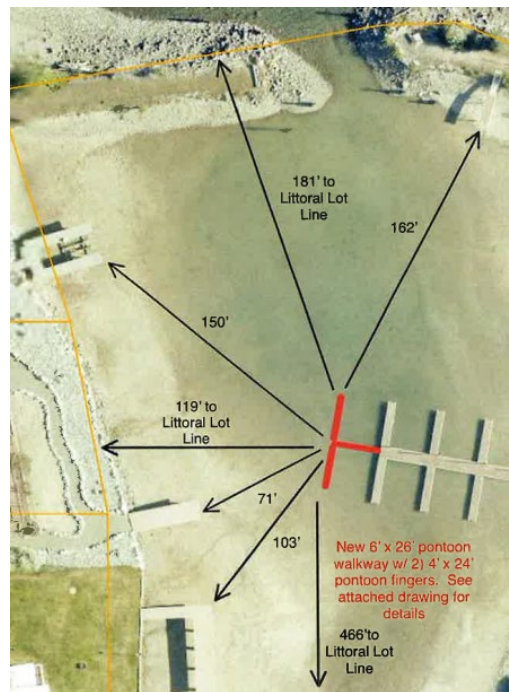 181' to
Littoral Lot
Line
162'
150'
119' to
Littoral Lot
Line
71'
103'
New 6' x 26' pontoon
walkway w/ 2) 4' x 24'
pontoon fingers. See
attached drawing for
details
466'to
Littoral Lot
Line